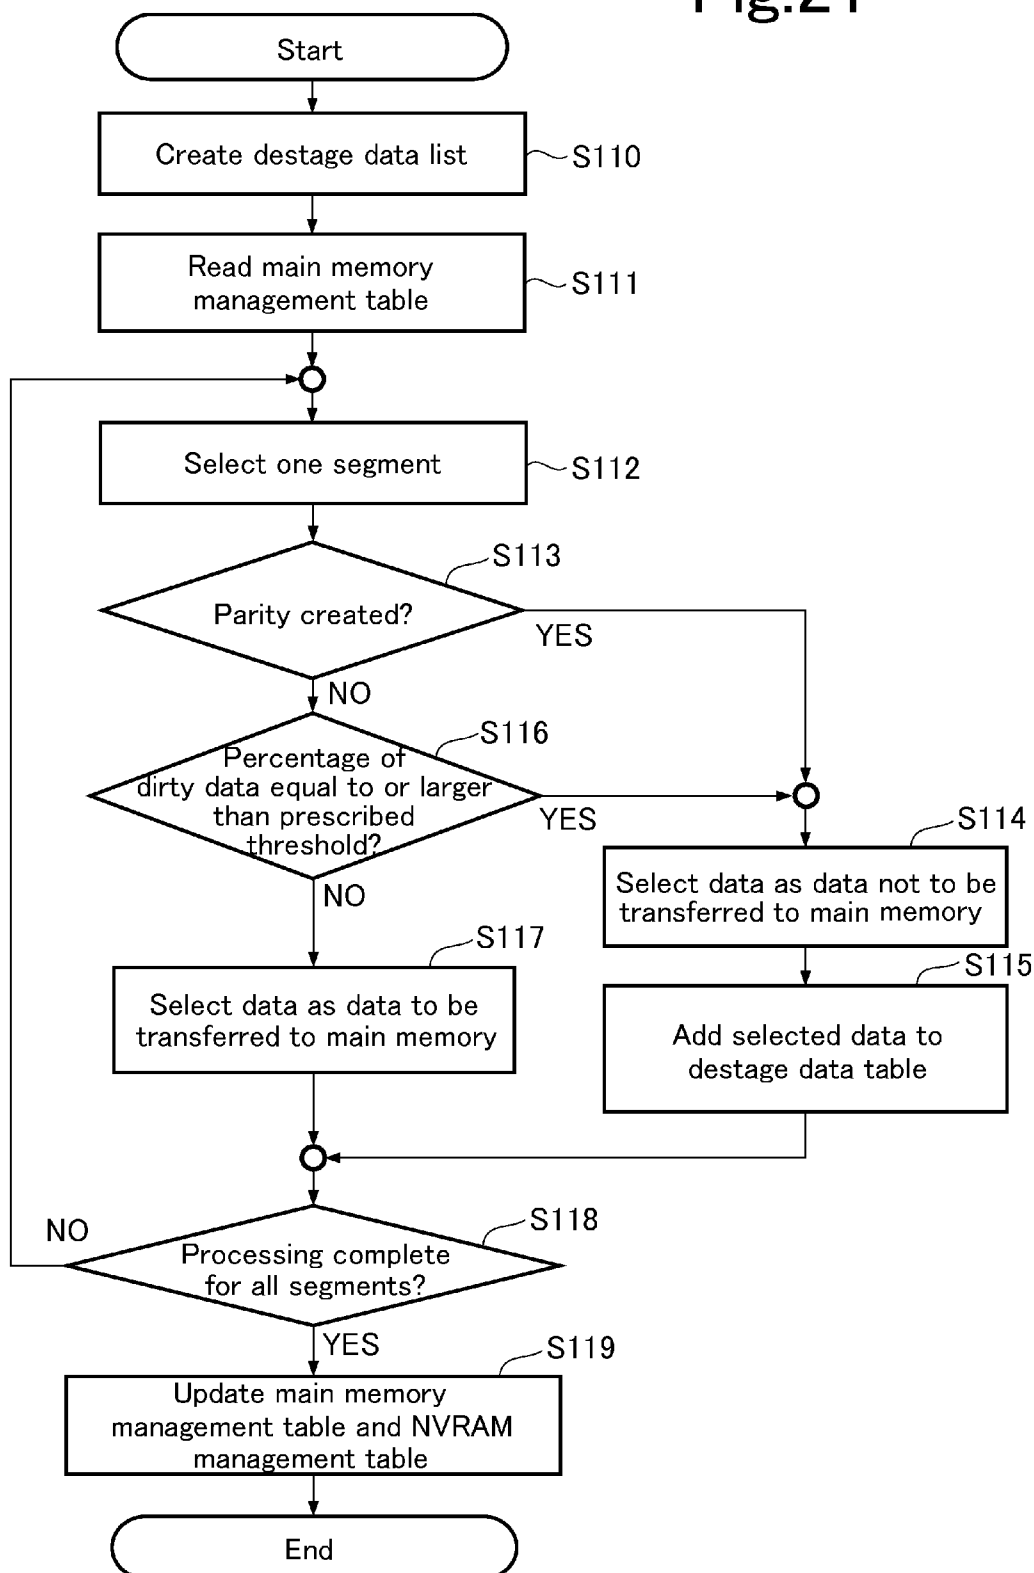 Start
Create destage data list
S110
Read main memory
management table
S111
Select one segment
S112
S113
Parity created?
YES
NO
S116
Percentage of
dirty data equal to or larger
than prescribed
threshold?
YES
NO
S114
Select data as data not to be
transferred to main memory
S117
Select data as data to be
transferred to main memory
S115
Add selected data to
destage data table
S118
NO
Processing complete
for all segments?
YES
S119
Update main memory
management table and NVRAM
management table
End